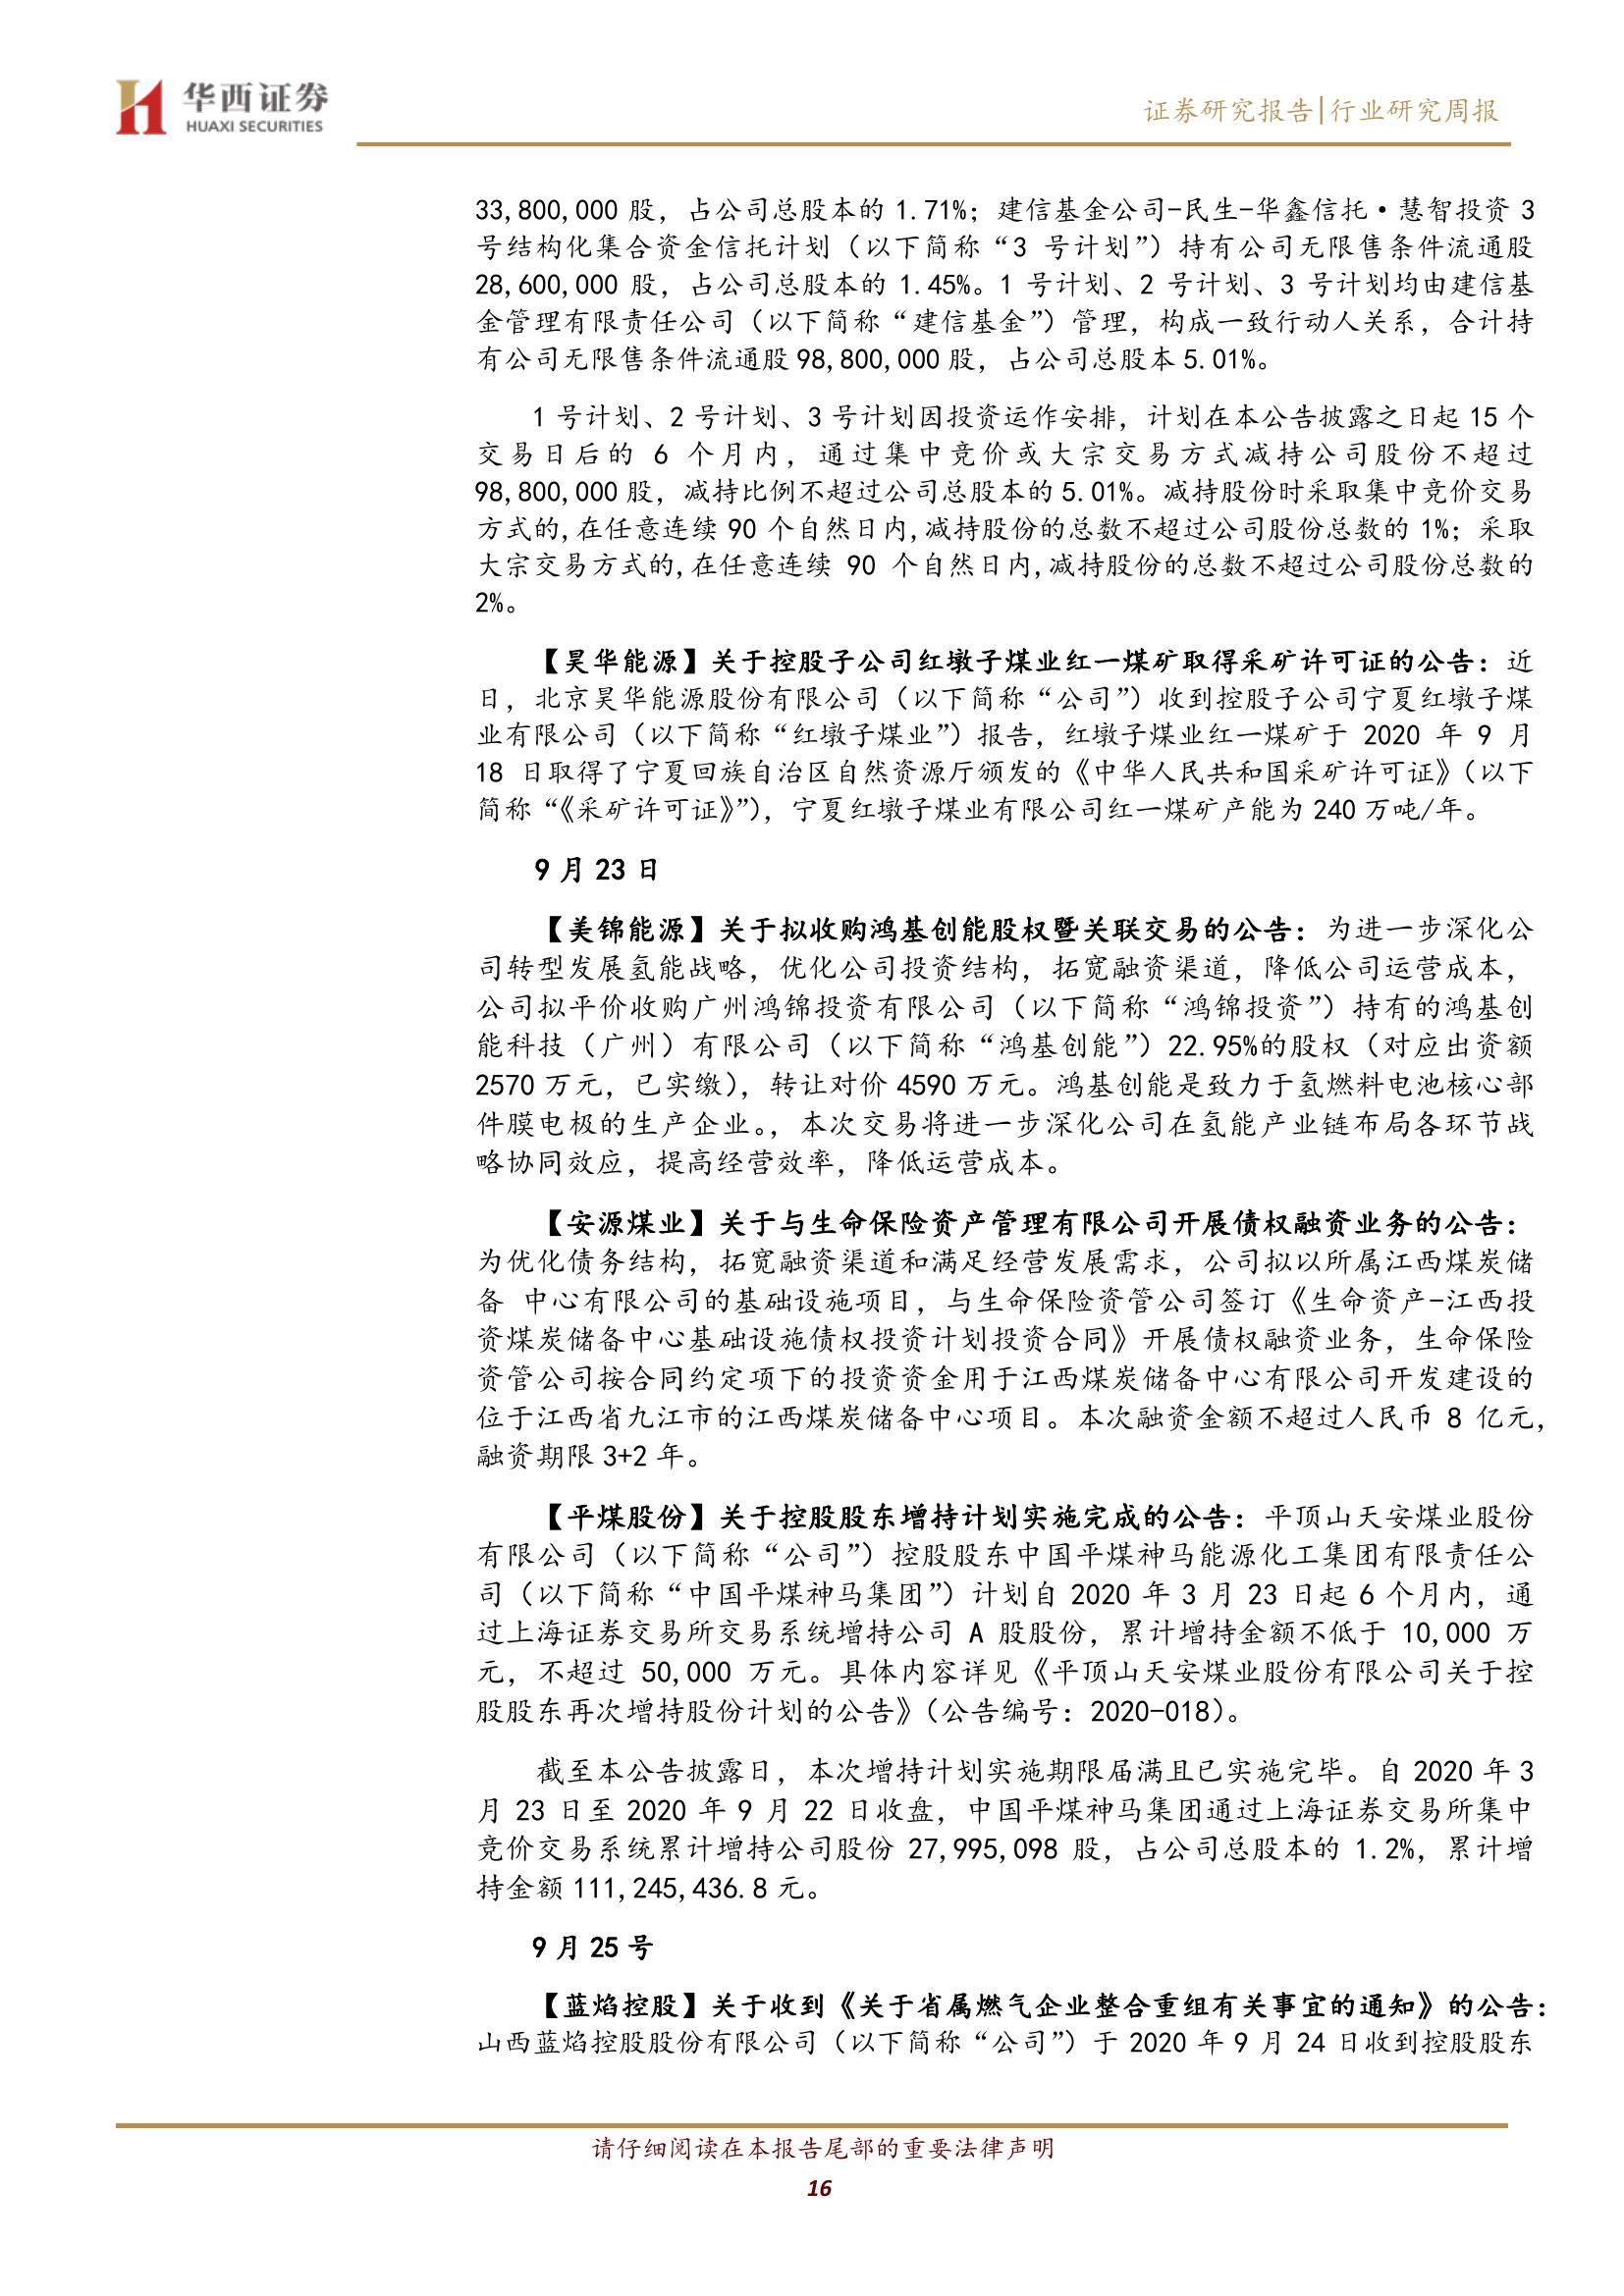 华西证券
HUAXI SECURITIES
证券研究报告|行业研究周报
33,800,000 股，占公司总股本的 1.71%；建信基金公司-民生-华鑫信托·慧智投资 3
号结构化集合资金信托计划（以下简称“3 号计划”）持有公司无限售条件流通股
28,600,000 股，占公司总股本的 1.45%。1 号计划、2 号计划、3 号计划均由建信基
金管理有限责任公司（以下简称“建信基金”）管理，构成一致行动人关系，合计持
有公司无限售条件流通股 98,800,000 股，占公司总股本 5.01%。
1 号计划、2 号计划、3 号计划因投资运作安排，计划在本公告披露之日起 15 个
交易日后的 6 个月内，通过集中竞价或大宗交易方式减持公司股份不超过
98,800,000 股，减持比例不超过公司总股本的 5.01%。减持股份时采取集中竞价交易
方式的,在任意连续 90 个自然日内,减持股份的总数不超过公司股份总数的 1%；采取
大宗交易方式的,在任意连续 90 个自然日内,减持股份的总数不超过公司股份总数的
2%。
【昊华能源】关于控股子公司红墩子煤业红一煤矿取得采矿许可证的公告：近
日，北京昊华能源股份有限公司（以下简称“公司”）收到控股子公司宁夏红墩子煤
业有限公司（以下简称“红墩子煤业”）报告，红墩子煤业红一煤矿于 2020 年 9 月
18 日取得了宁夏回族自治区自然资源厅颁发的《中华人民共和国采矿许可证》（以下
简称“《采矿许可证》”），宁夏红墩子煤业有限公司红一煤矿产能为 240 万吨/年。
9 月 23 日
【美锦能源】关于拟收购鸿基创能股权暨关联交易的公告：为进一步深化公
司转型发展氢能战略，优化公司投资结构，拓宽融资渠道，降低公司运营成本，
公司拟平价收购广州鸿锦投资有限公司（以下简称“鸿锦投资”）持有的鸿基创
能科技（广州）有限公司（以下简称“鸿基创能”）22.95%的股权（对应出资额
2570 万元，已实缴），转让对价 4590 万元。鸿基创能是致力于氢燃料电池核心部
件膜电极的生产企业。，本次交易将进一步深化公司在氢能产业链布局各环节战
略协同效应，提高经营效率，降低运营成本。
【安源煤业】关于与生命保险资产管理有限公司开展债权融资业务的公告：
为优化债务结构，拓宽融资渠道和满足经营发展需求，公司拟以所属江西煤炭储
备 中心有限公司的基础设施项目，与生命保险资管公司签订《生命资产-江西投
资煤炭储备中心基础设施债权投资计划投资合同》开展债权融资业务，生命保险
资管公司按合同约定项下的投资资金用于江西煤炭储备中心有限公司开发建设的
位于江西省九江市的江西煤炭储备中心项目。本次融资金额不超过人民币 8 亿元，
融资期限 3+2 年。
【平煤股份】关于控股股东增持计划实施完成的公告：平顶山天安煤业股份
有限公司（以下简称“公司”）控股股东中国平煤神马能源化工集团有限责任公
司（以下简称“中国平煤神马集团”）计划自 2020 年 3 月 23 日起 6 个月内，通
过上海证券交易所交易系统增持公司 A 股股份，累计增持金额不低于 10,000 万
元，不超过 50,000 万元。具体内容详见《平顶山天安煤业股份有限公司关于控
股股东再次增持股份计划的公告》（公告编号：2020-018）。
截至本公告披露日，本次增持计划实施期限届满且已实施完毕。自 2020 年 3
月 23 日至 2020 年 9 月 22 日收盘，中国平煤神马集团通过上海证券交易所集中
竞价交易系统累计增持公司股份 27,995,098 股，占公司总股本的 1.2%，累计增
持金额 111,245,436.8 元。
9 月 25 号
【蓝焰控股】关于收到《关于省属燃气企业整合重组有关事宜的通知》的公告：
山西蓝焰控股股份有限公司（以下简称“公司”）于 2020 年 9 月 24 日收到控股股东
请仔细阅读在本报告尾部的重要法律声明
16